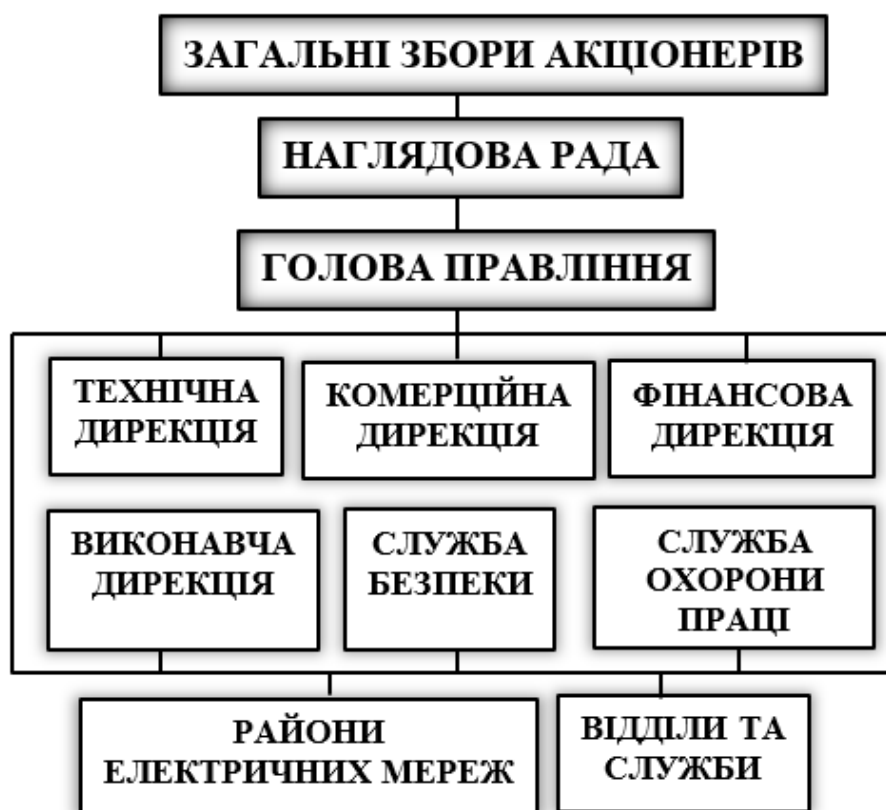 ЗАГАЛЬНІ ЗБОРИ АКЦІОНЕРІВ
НАГЛЯДОВА РАДА
ГОЛОВА ПРАВЛІННЯ
ТЕХНІЧНА
ДИРЕКЦІЯ
КОМЕРЦІЙНА
ДИРЕКЦІЯ
ФІНАНСОВА
ДИРЕКЦІЯ
ВИКОНАВЧА
ДИРЕКЦІЯ
СЛУЖБА
БЕЗПЕКИ
СЛУЖБА
ОХОРОНИ
ПРАЦІ
РАЙОНИ
ЕЛЕКТРИЧНИХ МЕРЕЖ
ВІДДІЛИ ТА
СЛУЖБИ